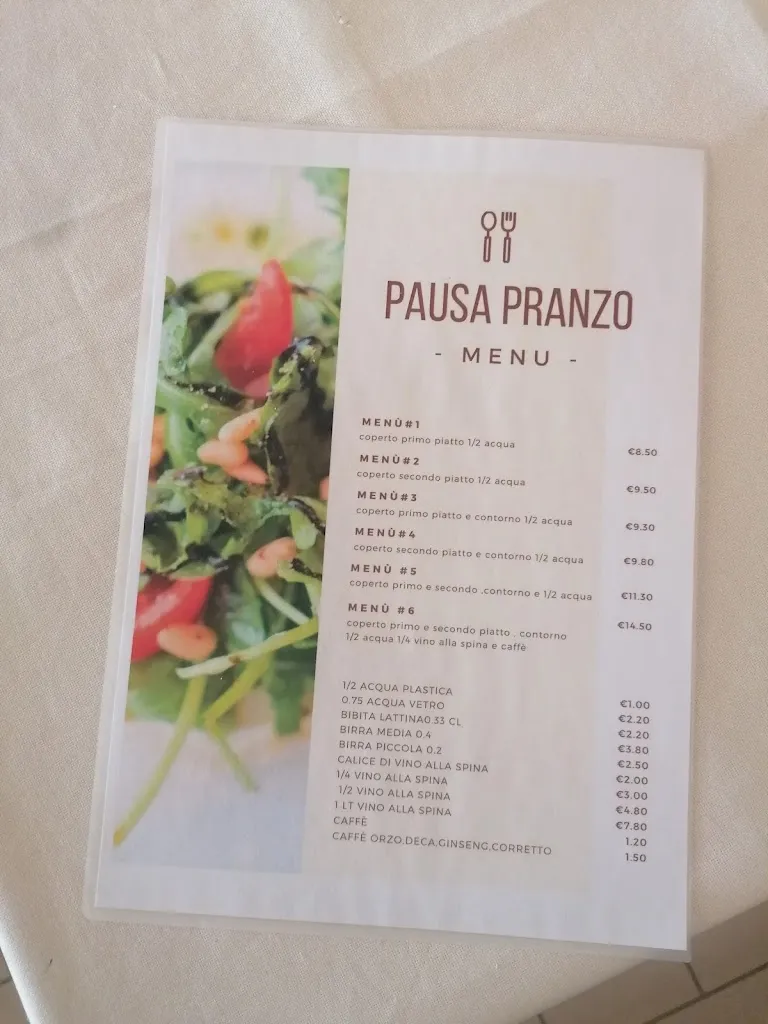 PAUSA PRANZO
- MENU -
MENÙ#1
coperto primo piatto 1/2 acqua €8.50
MENÙ#2
coperto secondo piatto 1/2 acqua €9.50
MENÙ#3
coperto primo piatto e contorno 1/2 acqua €9.30
MENÙ#4
coperto secondo piatto e contorno 1/2 acqua €9.80
MENÙ #5
coperto primo e secondo .contorno e 1/2 acqua €11.30
MENÙ #6
coperto primo e secondo piatto . contorno €14.50
1/2 acqua 1/4 vino alla spina e caffè
1/2 ACQUA PLASTICA €1.00
0.75 ACQUA VETRO €2.20
BIBITA LATTINA0.33 CL €2.20
BIRRA MEDIA 0.4 €3.80
BIRRA PICCOLA 0.2 €2.50
CALICE DI VINO ALLA SPINA €2.00
1/4 VINO ALLA SPINA €3.00
1/2 VINO ALLA SPINA €4.80
1 LT VINO ALLA SPINA €7.80
CAFFÈ 1.20
CAFFÈ ORZO.DECA.GINSENG.CORRETTO 1.50